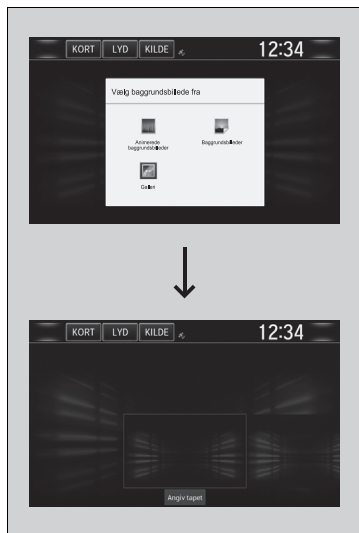 KORT LYD KILDE 12:34
Vælg baggrundsbillede fra
Animerede
baggrundsbilleder
Baggrundsbilleder
Galleri
KORT LYD KILDE 12:34
Angiv tapet